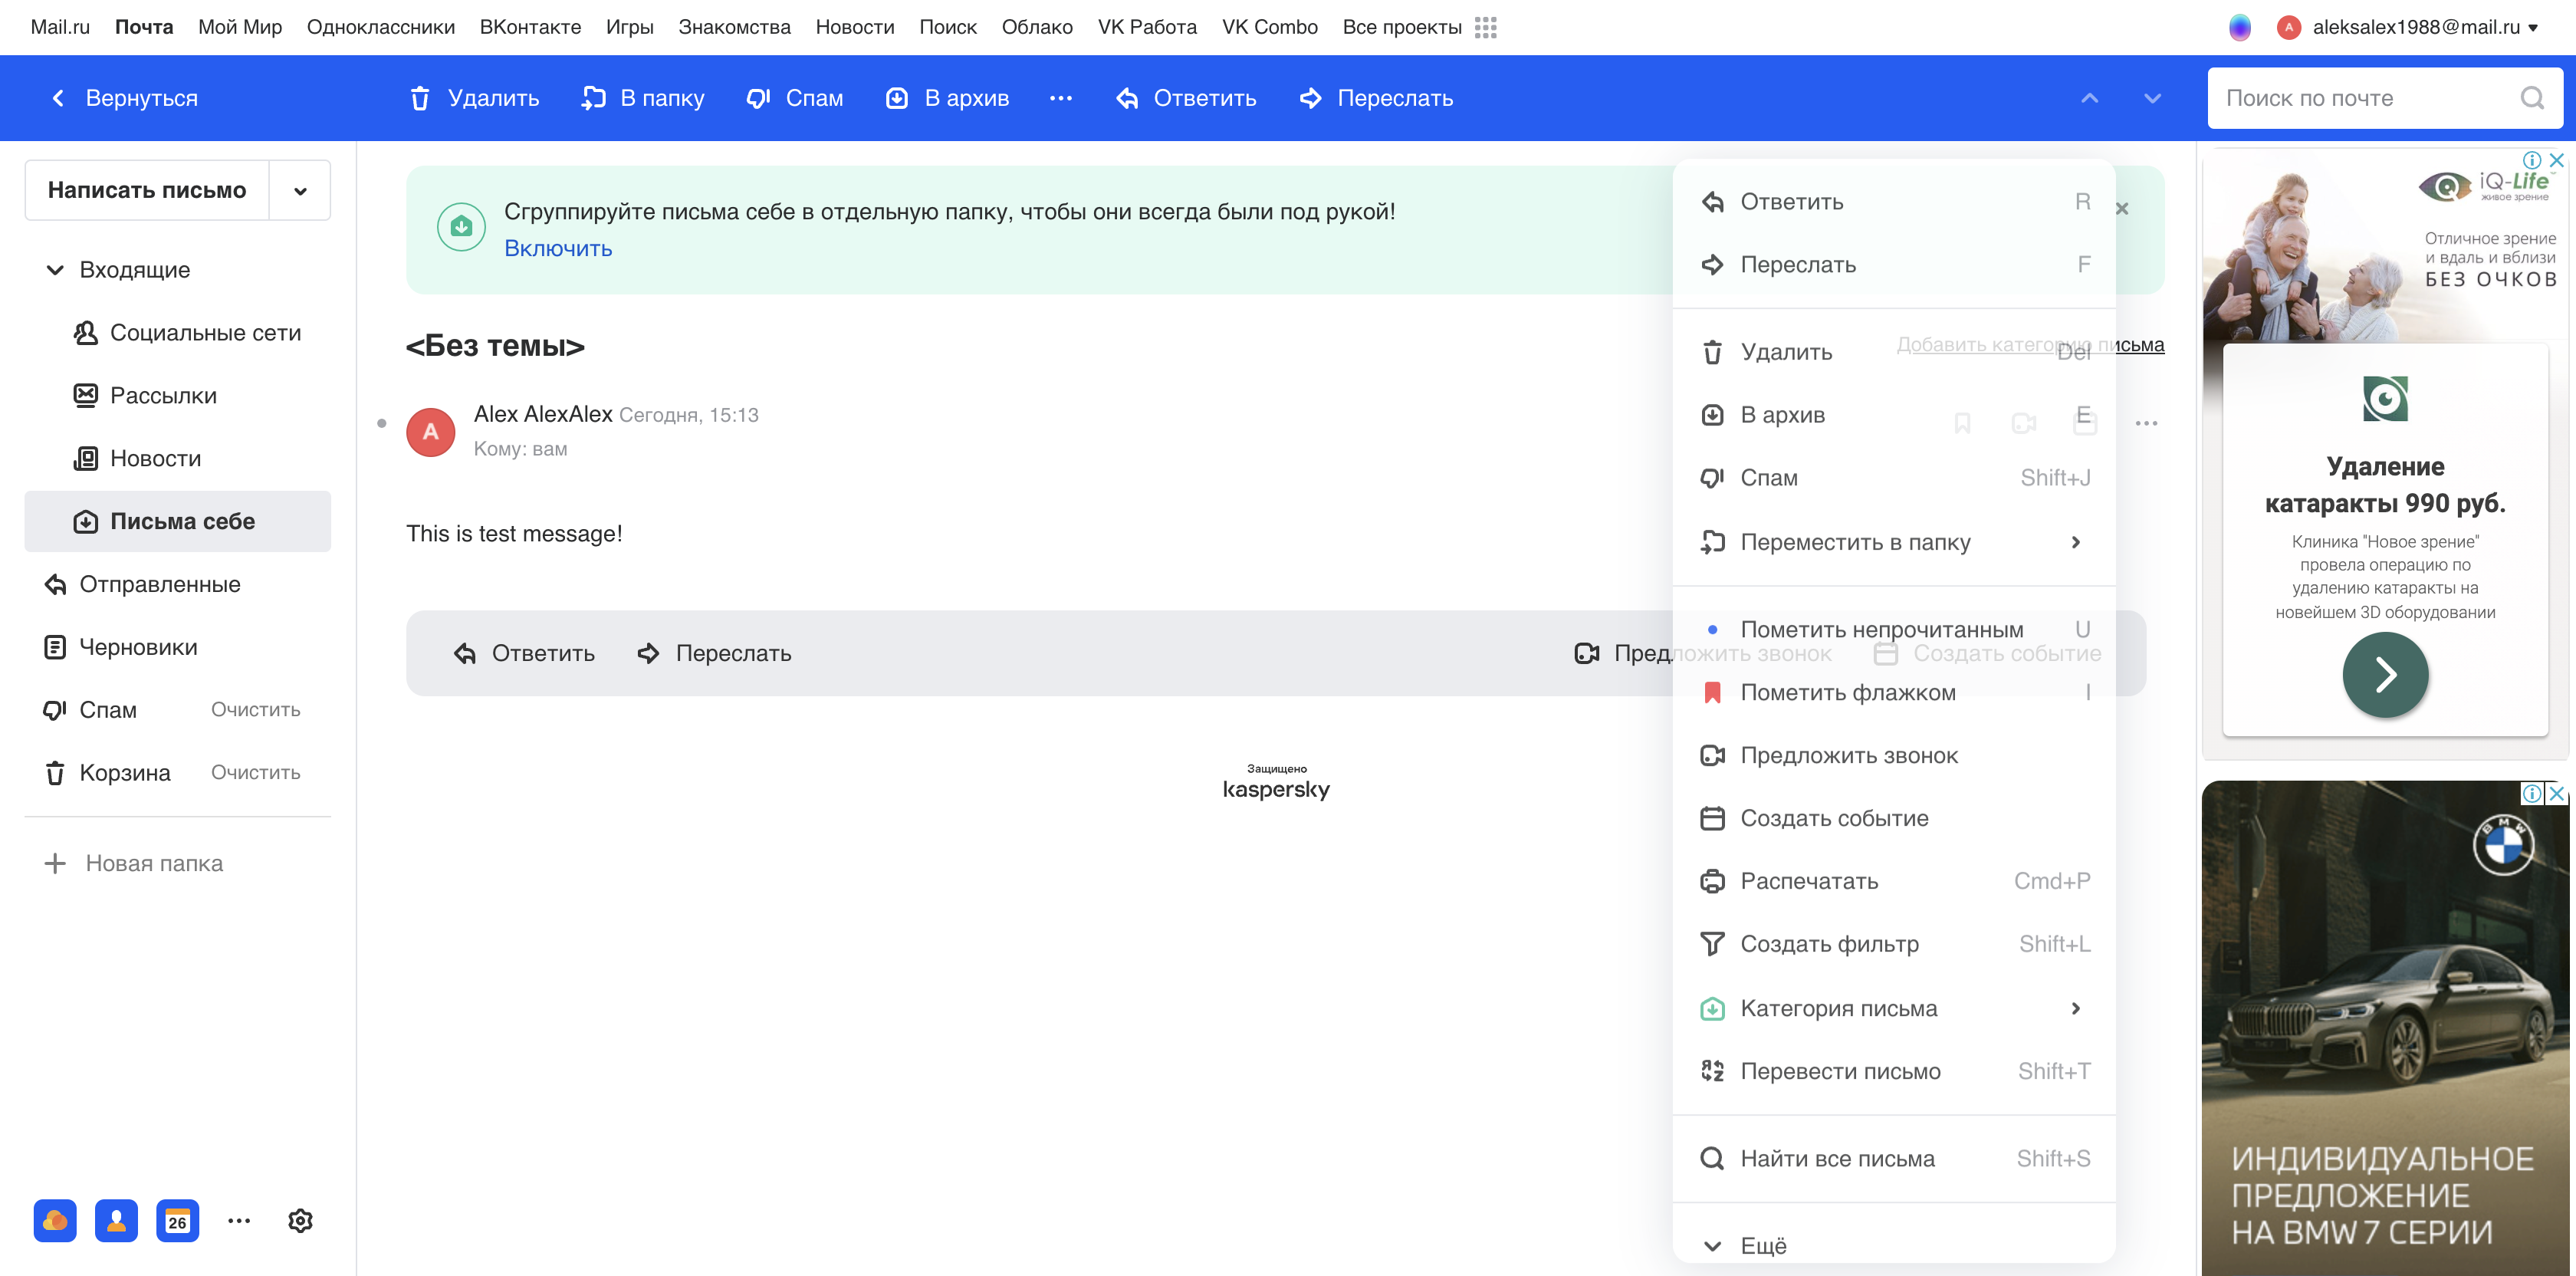 Mail.ru Почта Мой Мир Одноклассники ВКонтакте Игры Знакомства Новости Поиск Облако VK Работа VK Combo Все проекты
A aleksalex1988@mail.ru
Вернуться Удалить В папку Спам В архив Ответить Переслать Поиск по почте
Написать письмо
Входящие
Социальные сети
Рассылки
Новости
Письма себе
Отправленные
Черновики
Спам Очистить
Корзина Очистить
Новая папка
26
Сгруппируйте письма себе в отдельную папку, чтобы они всегда были под рукой!
Включить
<Без темы>
Добавить категорию письма
A
Alex AlexAlex Сегодня, 15:13
Кому: вам
This is test message!
Ответить Переслать Предложить звонок Создать событие
Защищено
kaspersky
Ответить R
Переслать F
Удалить Del
В архив E
Спам Shift+J
Переместить в папку
Пометить непрочитанным U
Пометить флажком I
Предложить звонок
Создать событие
Распечатать Cmd+P
Создать фильтр Shift+L
Категория письма
Перевести письмо Shift+T
Найти все письма Shift+S
Ещё
iQ-Life
живое зрение
Отличное зрение
и вдаль и вблизи
БЕЗ ОЧКОВ
Удаление
катаракты 990 руб.
Клиника "Новое зрение"
провела операцию по
удалению катаракты на
новейшем 3D оборудовании
BMW
ИНДИВИДУАЛЬНОЕ
ПРЕДЛОЖЕНИЕ
НА BMW 7 СЕРИИ